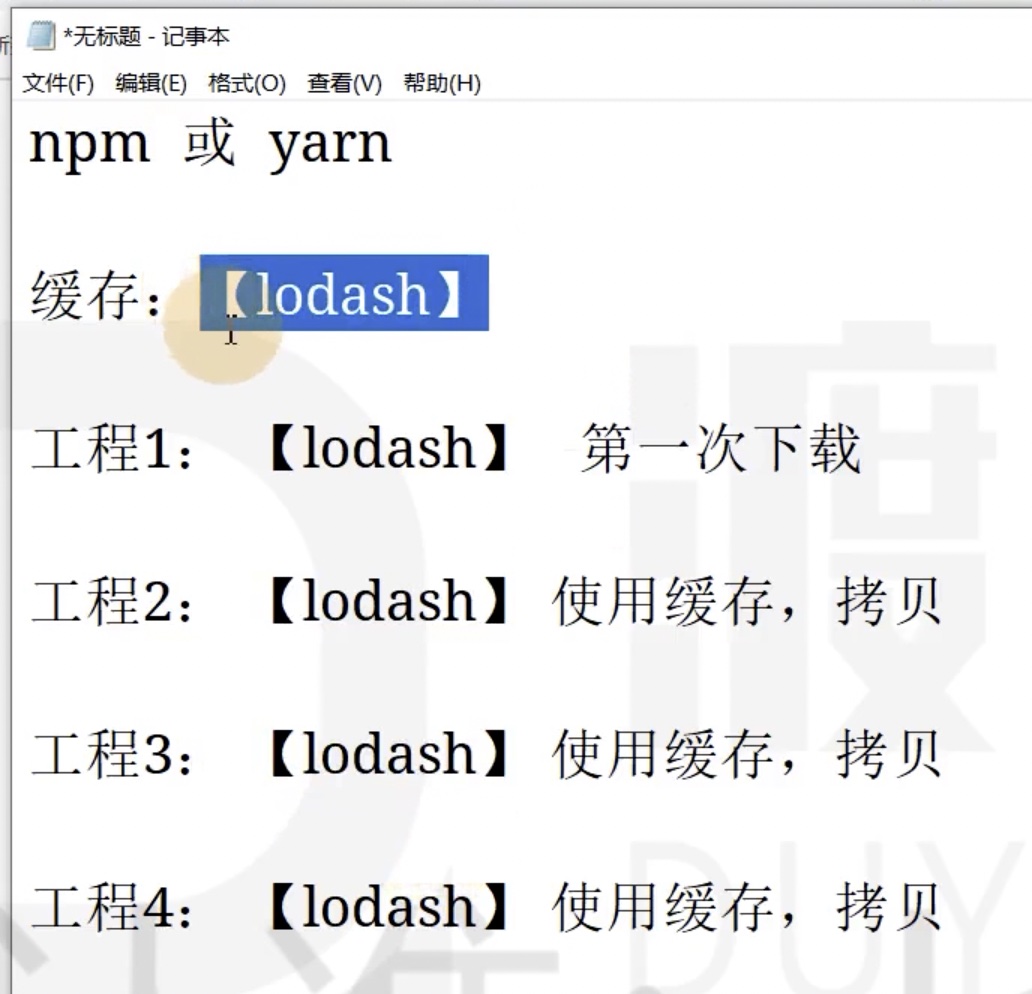 *无标题 - 记事本
文件(F) 编辑(E) 格式(O) 查看(V) 帮助(H)
npm 或 yarn
缓存：【lodash】
工程1： 【lodash】 第一次下载
工程2： 【lodash】 使用缓存，拷贝
工程3： 【lodash】 使用缓存，拷贝
工程4： 【lodash】 使用缓存，拷贝
渡
DUY